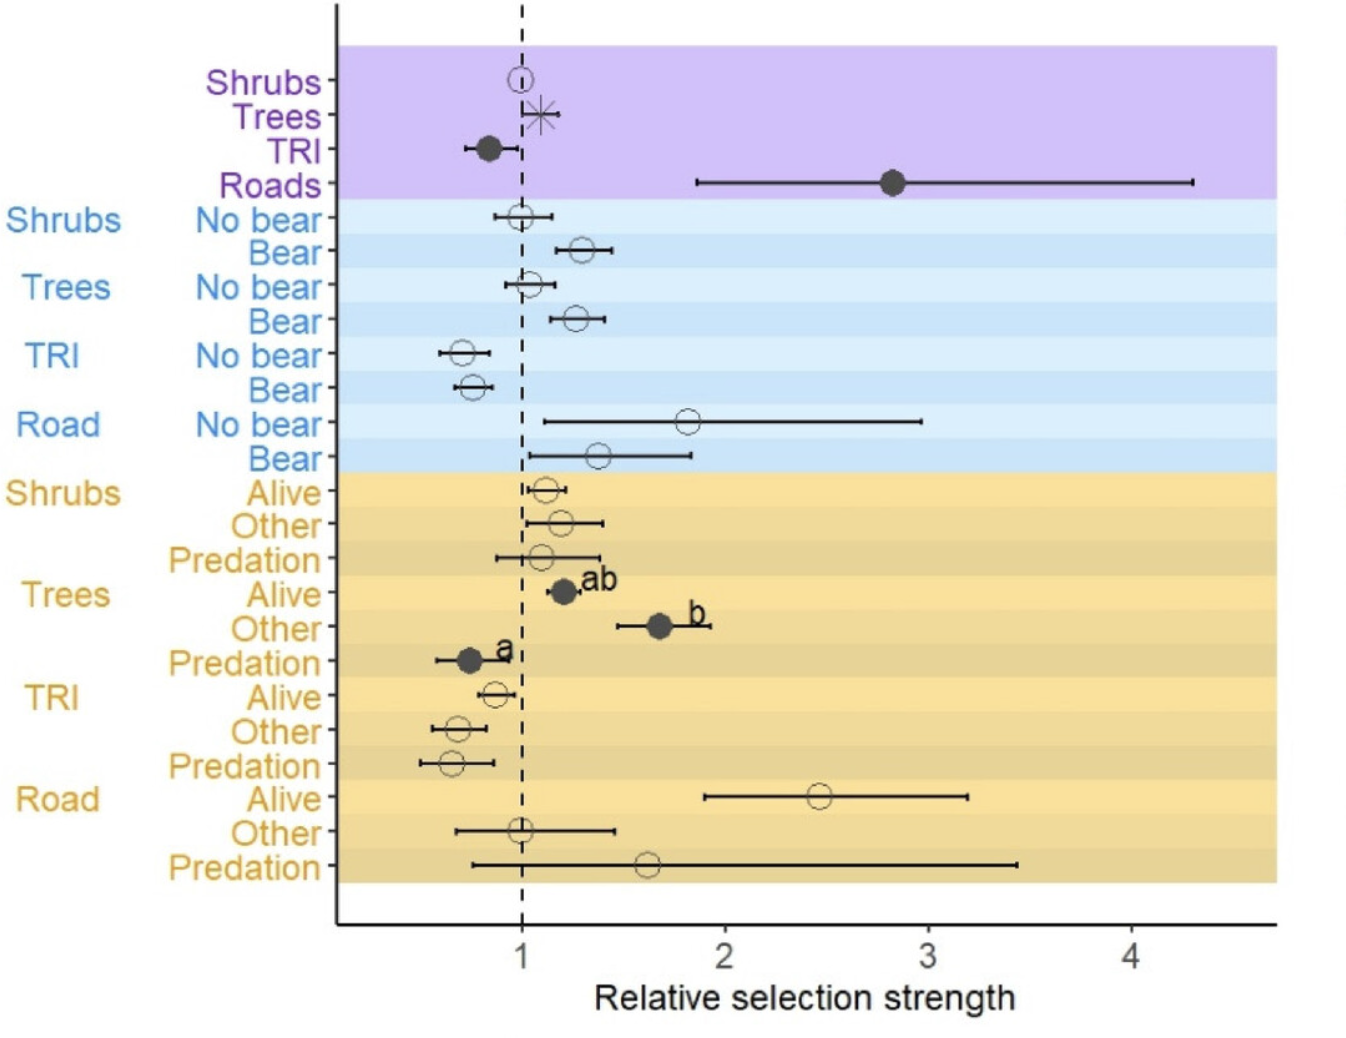 Shrubs
Trees
TRI
Roads
Shrubs No bear
Bear
Trees No bear
Bear
TRI No bear
Bear
Road No bear
Bear
Shrubs Alive
Other
Predation
Trees Alive ab
Other b
Predation a
TRI Alive
Other
Predation
Road Alive
Other
Predation
1 2 3 4
Relative selection strength